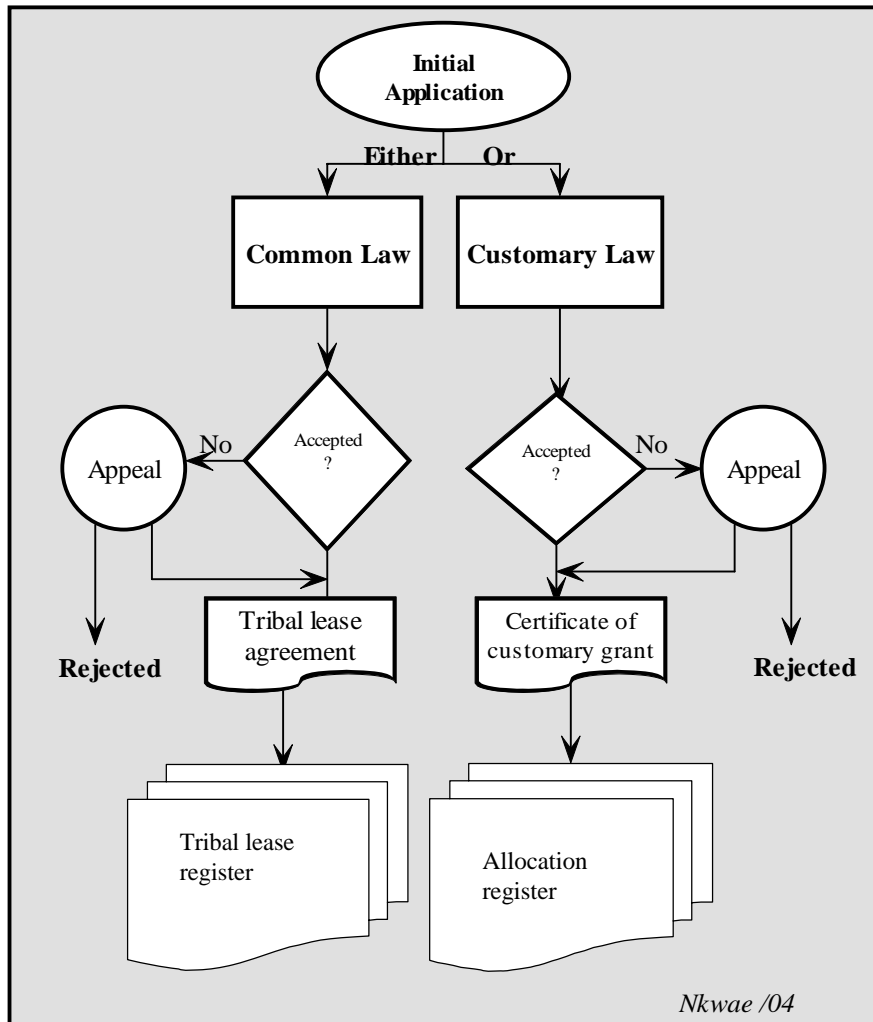 Initial
Application
Either Or
Common Law
Customary Law
Accepted
?
No
Appeal
Accepted
?
No
Appeal
Rejected
Tribal lease
agreement
Certificate of
customary grant
Rejected
Tribal lease
register
Allocation
register
Nkwae /04